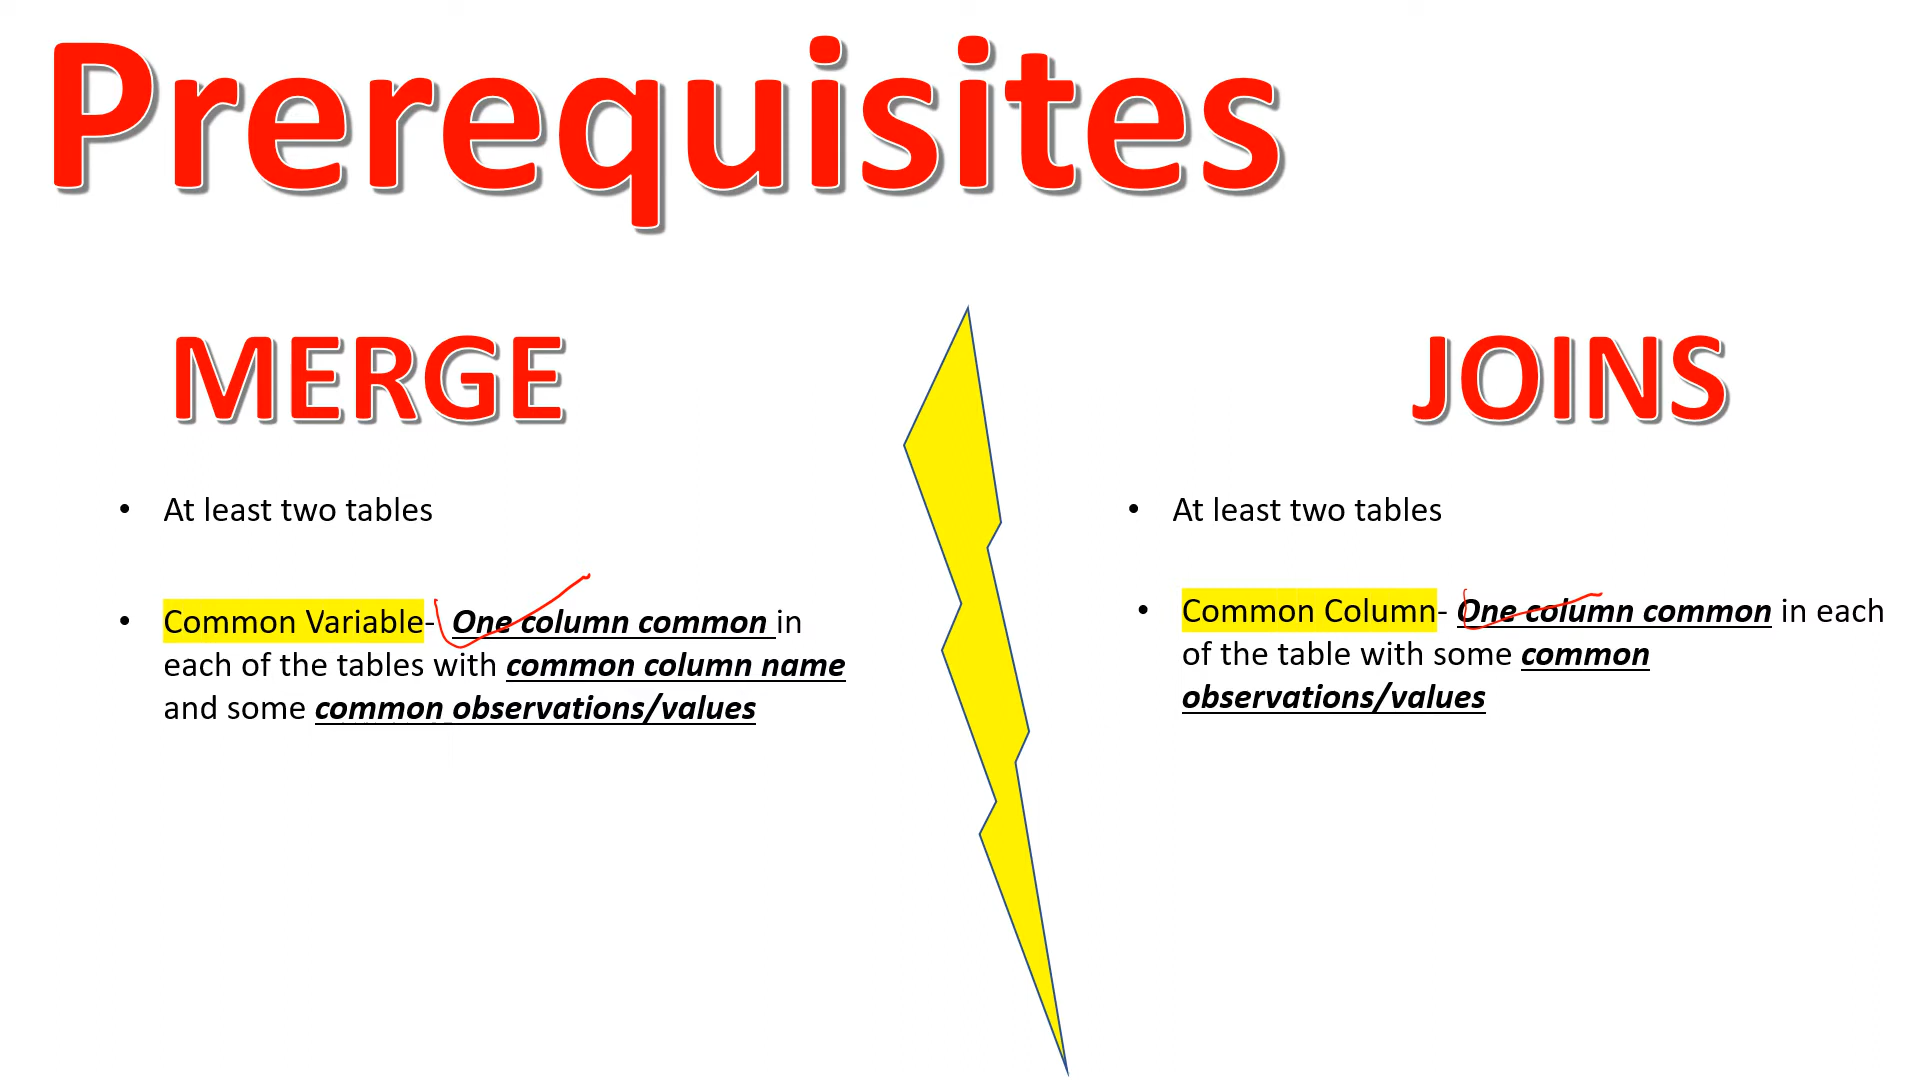 Prerequisites
MERGE
• At least two tables
• Common Variable- One column common in
each of the tables with common column name
and some common observations/values
JOINS
• At least two tables
• Common Column- One column common in each
of the table with some common
observations/values